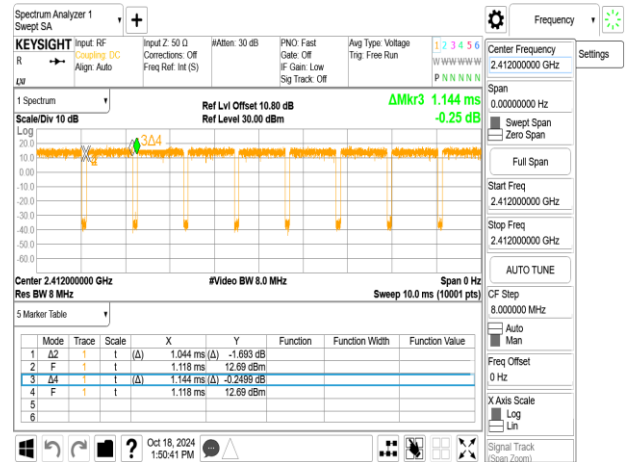 Spectrum Analyzer 1
Swept SA
+
Frequency
KEYSIGHT
R
Input: RF
Coupling: DC
Align: Auto
Input Z: 50 Ω
Corrections: Off
Freq Ref: Int (S)
#Atten: 30 dB
PNO: Fast
Gate: Off
IF Gain: Low
Sig Track: Off
Avg Type: Voltage
Trig: Free Run
1 2 3 4 5 6
W W W W W W
P N N N N N
1 Spectrum
Scale/Div 10 dB
Ref Lvl Offset 10.80 dB
Ref Level 30.00 dBm
ΔMkr3 1.144 ms
-0.25 dB
Log
20.0
10.0
0.00
-10.0
-20.0
-30.0
-40.0
-50.0
-60.0
3Δ4
Center 2.412000000 GHz
Res BW 8 MHz
#Video BW 8.0 MHz
Span 0 Hz
Sweep 10.0 ms (10001 pts)
5 Marker Table
Mode Trace Scale X Y Function Function Width Function Value
1 Δ2 1 t (Δ) 1.044 ms (Δ) -1.693 dB
2 F 1 t 1.118 ms 12.69 dBm
3 Δ4 1 t (Δ) 1.144 ms (Δ) -0.2499 dB
4 F 1 t 1.118 ms 12.69 dBm
5
6
?
Oct 18, 2024
1:50:41 PM
Center Frequency
2.412000000 GHz
Settings
Span
0.00000000 Hz
Swept Span
Zero Span
Full Span
Start Freq
2.412000000 GHz
Stop Freq
2.412000000 GHz
AUTO TUNE
CF Step
8.000000 MHz
Auto
Man
Freq Offset
0 Hz
X Axis Scale
Log
Lin
Signal Track
(Span Zoom)